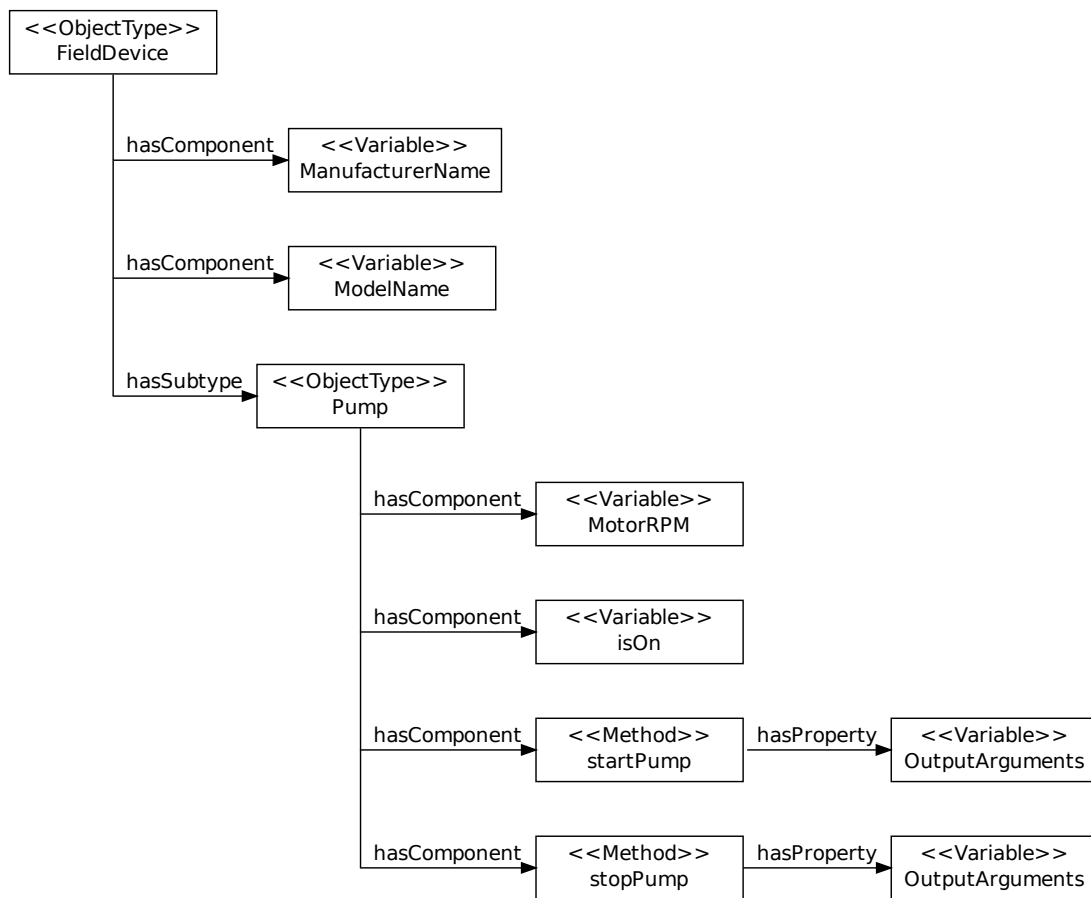 <<ObjectType>>
FieldDevice
hasComponent
<<Variable>>
ManufacturerName
hasComponent
<<Variable>>
ModelName
hasSubtype
<<ObjectType>>
Pump
hasComponent
<<Variable>>
MotorRPM
hasComponent
<<Variable>>
isOn
hasComponent
<<Method>>
startPump
hasProperty
<<Variable>>
OutputArguments
hasComponent
<<Method>>
stopPump
hasProperty
<<Variable>>
OutputArguments